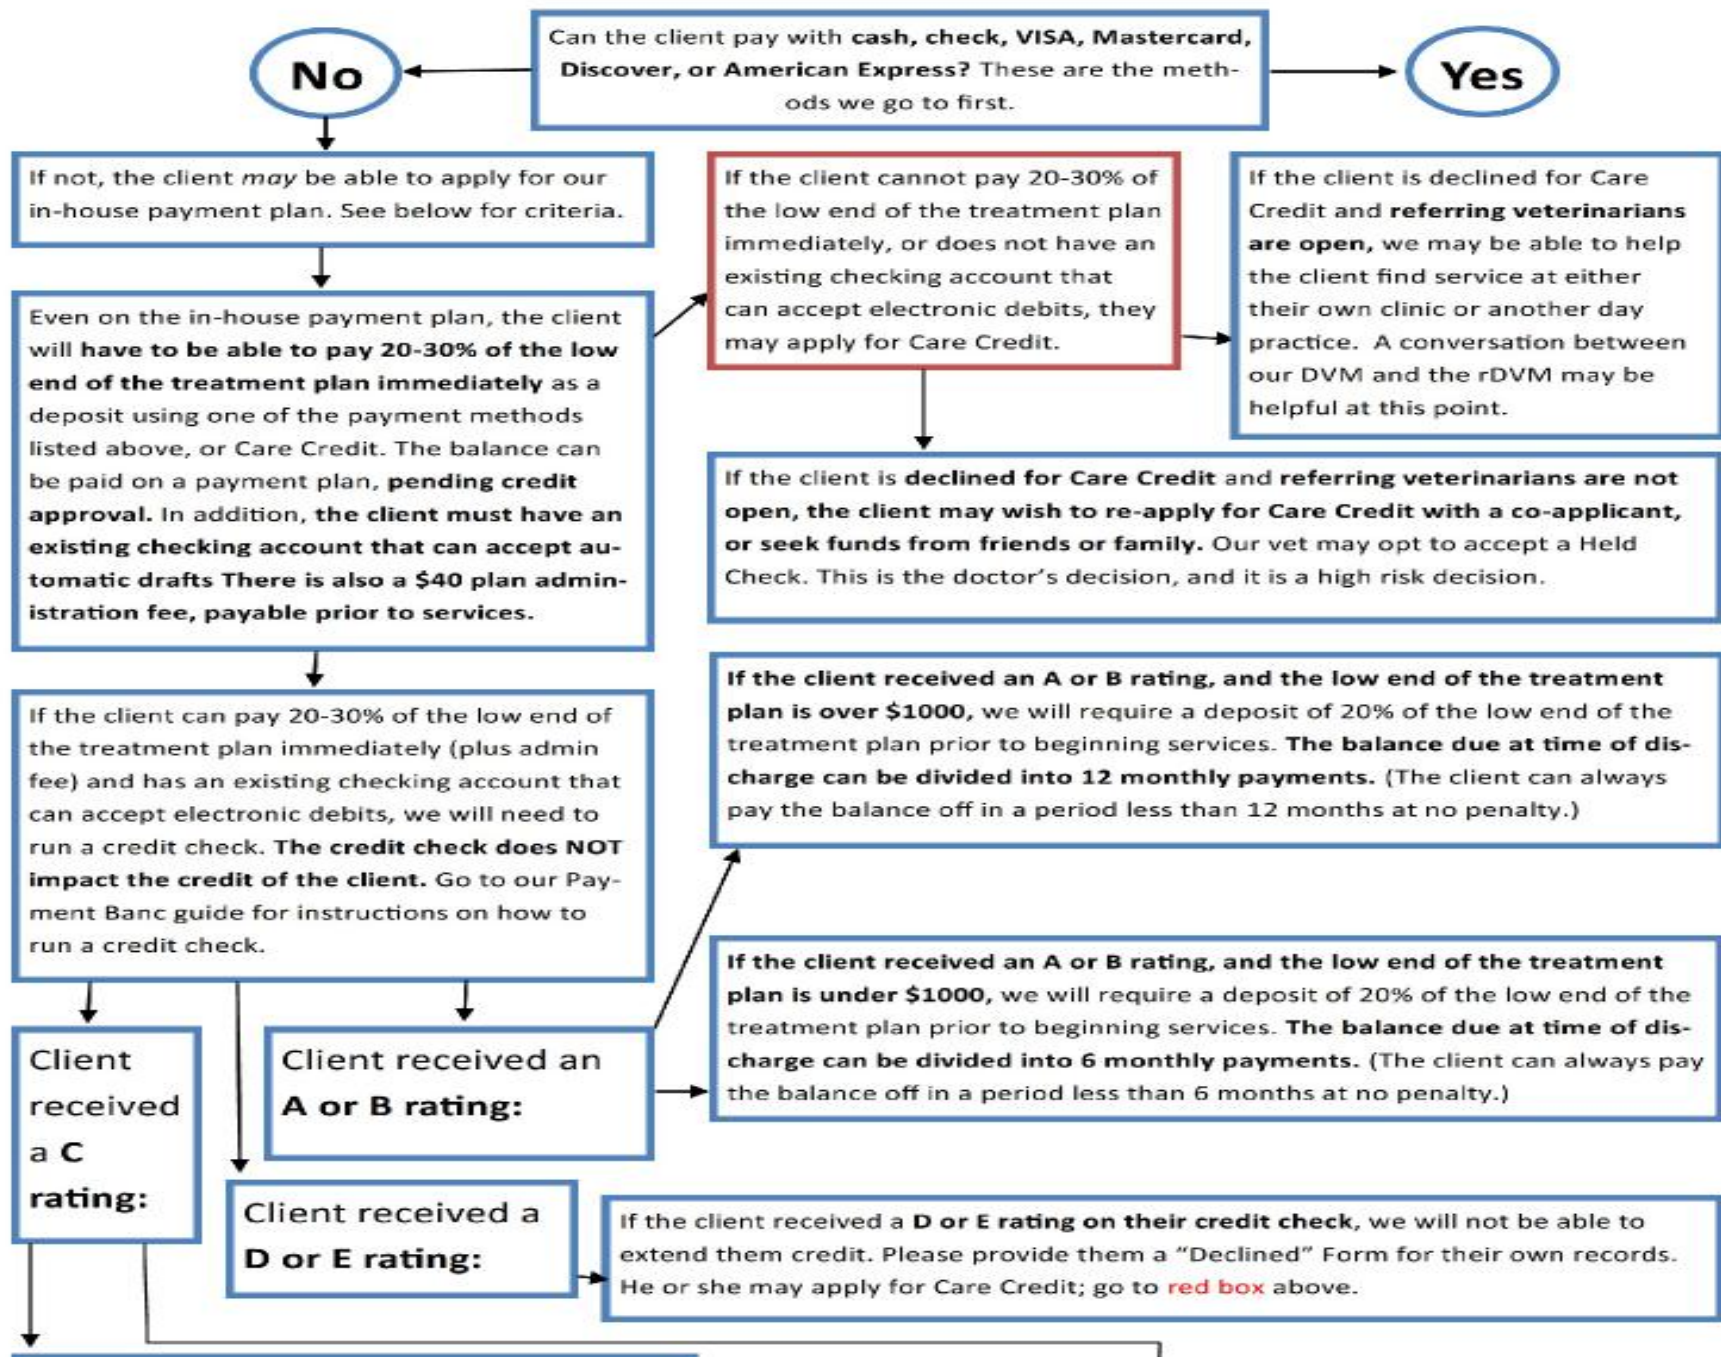 No
Can the client pay with cash, check, VISA, Mastercard,
Discover, or American Express? These are the meth-
ods we go to first.
Yes
If not, the client may be able to apply for our
in-house payment plan. See below for criteria.
If the client cannot pay 20-30% of
the low end of the treatment plan
immediately, or does not have an
existing checking account that
can accept electronic debits, they
may apply for Care Credit.
If the client is declined for Care
Credit and referring veterinarians
are open, we may be able to help
the client find service at either
their own clinic or another day
practice. A conversation between
our DVM and the rDVM may be
helpful at this point.
Even on the in-house payment plan, the client
will have to be able to pay 20-30% of the low
end of the treatment plan immediately as a
deposit using one of the payment methods
listed above, or Care Credit. The balance can
be paid on a payment plan, pending credit
approval. In addition, the client must have an
existing checking account that can accept au-
tomatic drafts There is also a $40 plan admin-
istration fee, payable prior to services.
If the client is declined for Care Credit and referring veterinarians are not
open, the client may wish to re-apply for Care Credit with a co-applicant,
or seek funds from friends or family. Our vet may opt to accept a Held
Check. This is the doctor's decision, and it is a high risk decision.
If the client can pay 20-30% of the low end of
the treatment plan immediately (plus admin
fee) and has an existing checking account that
can accept electronic debits, we will need to
run a credit check. The credit check does NOT
impact the credit of the client. Go to our Pay-
ment Banc guide for instructions on how to
run a credit check.
If the client received an A or B rating, and the low end of the treatment
plan is over $1000, we will require a deposit of 20% of the low end of the
treatment plan prior to beginning services. The balance due at time of dis-
charge can be divided into 12 monthly payments. (The client can always
pay the balance off in a period less than 12 months at no penalty.)
If the client received an A or B rating, and the low end of the treatment
plan is under $1000, we will require a deposit of 20% of the low end of the
treatment plan prior to beginning services. The balance due at time of dis-
charge can be divided into 6 monthly payments. (The client can always pay
the balance off in a period less than 6 months at no penalty.)
Client
received
a C
rating:
Client received an
A or B rating:
Client received a
D or E rating:
If the client received a D or E rating on their credit check, we will not be able to
extend them credit. Please provide them a “Declined” Form for their own records.
He or she may apply for Care Credit; go to red box above.